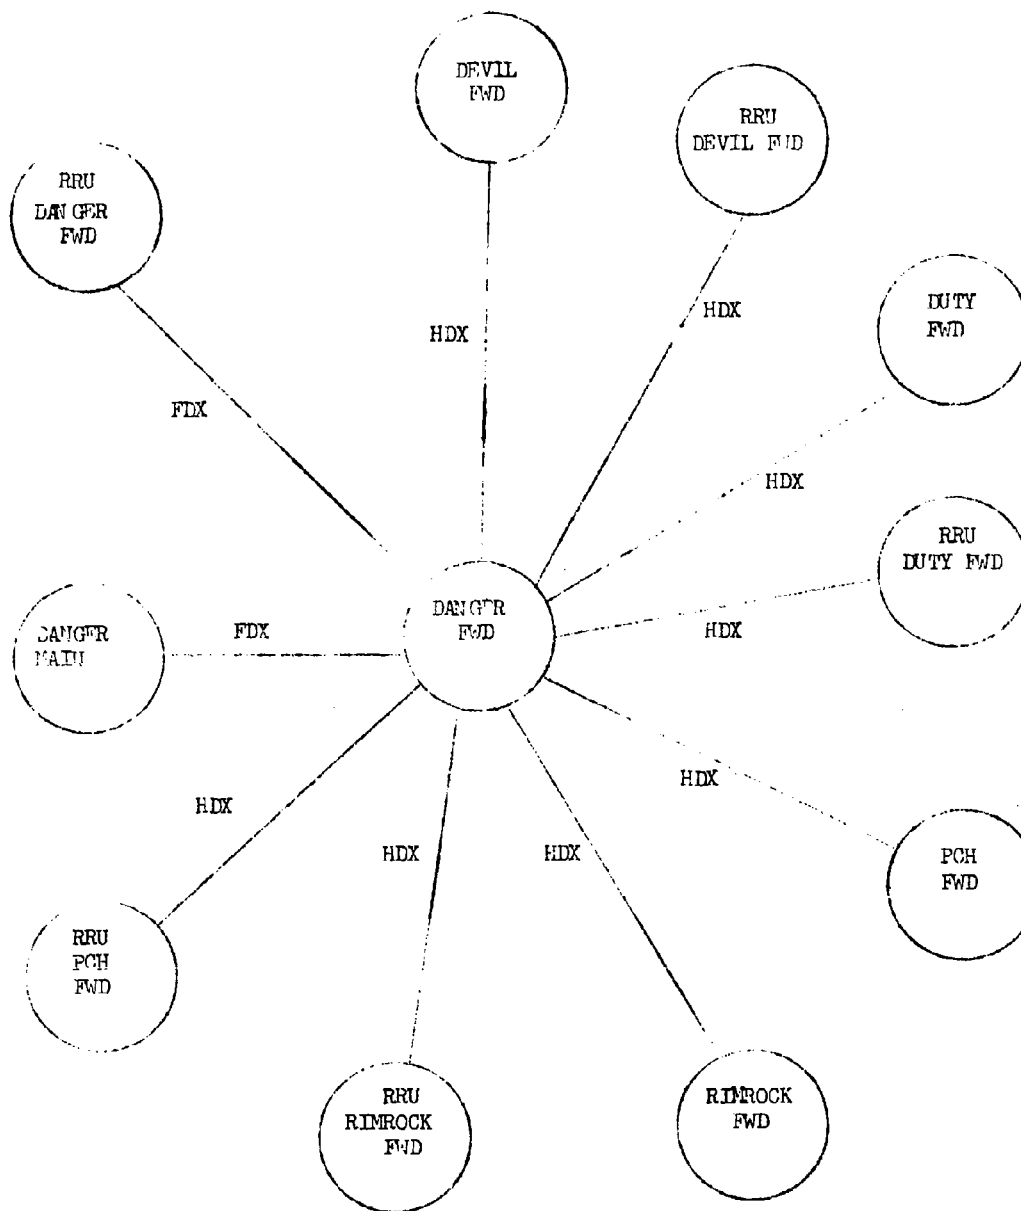 DEVIL
FWD
RRU
DEVIL FWD
RRU
DANGER
FWD
DUTY
FWD
HDX
HDX
FDX
HDX
RRU
DUTY FWD
DANGER
FWD
DANGER
MAIN
FDX
HDX
HDX
HDX
HDX
HDX
PCH
FWD
RRU
PCH
FWD
RRU
RIMROCK
FWD
RIMROCK
FWD